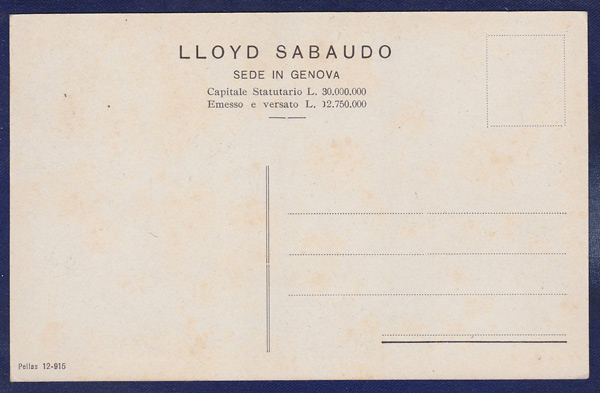 LLOYD SABAUDO
SEDE IN GENOVA
Capitale Statutario L. 30.000.000
Emesso e versato L. 12.750.000
Pellas 12-915